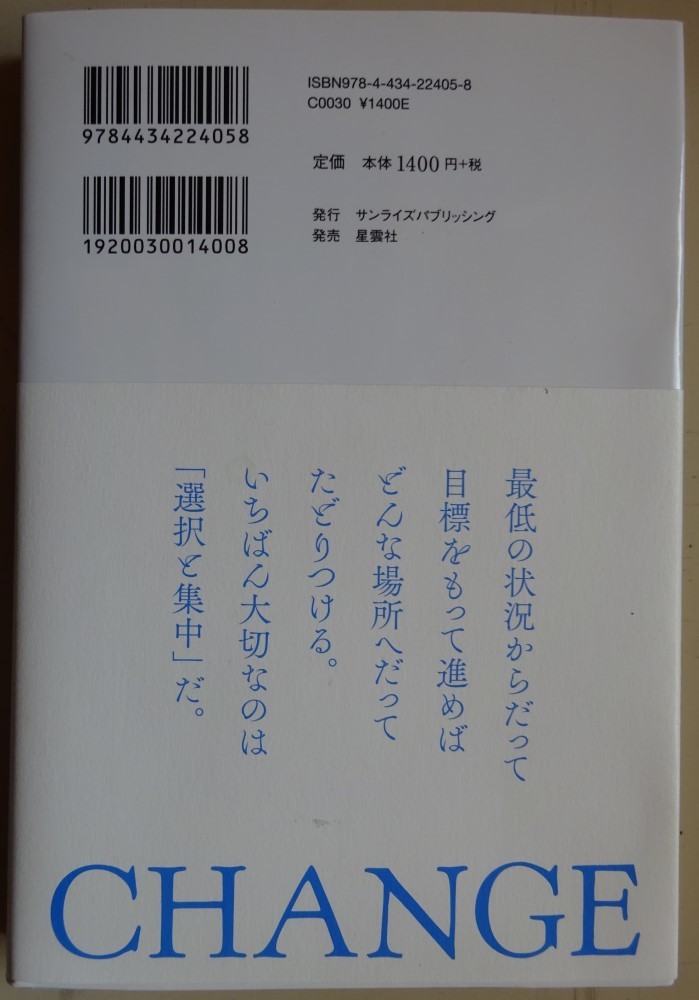 9784434224058
1920030014008
ISBN978-4-434-22405-8
C0030 ¥1400E
定価 本体1400円+税
発行 サンライズパブリッシング
発売 星雲社
最低の状況からだって
目標をもって進めば
どんな場所へだって
たどりつける。
いちばん大切なのは
「選択と集中」だ。
CHANGE